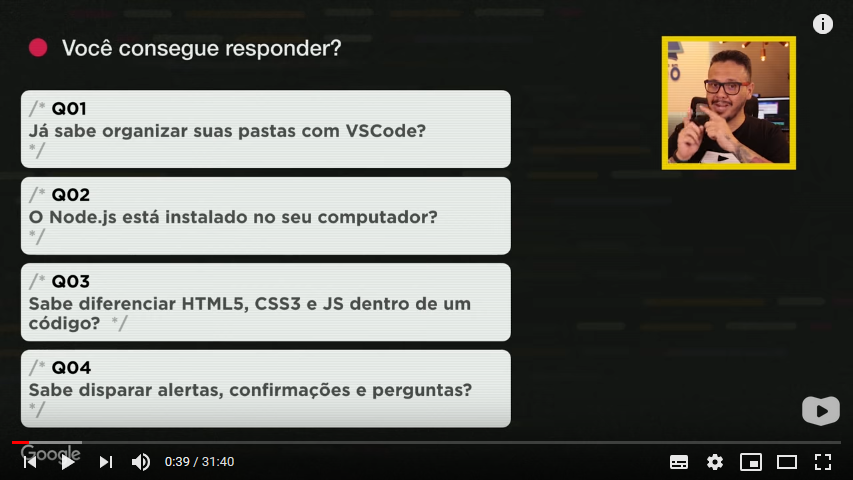 Você consegue responder?
/* Q01
Já sabe organizar suas pastas com VSCode?
*/
/* Q02
O Node.js está instalado no seu computador?
*/
/* Q03
Sabe diferenciar HTML5, CSS3 e JS dentro de um
código? */
/* Q04
Sabe disparar alertas, confirmações e perguntas?
*/
Google
0:39 / 31:40